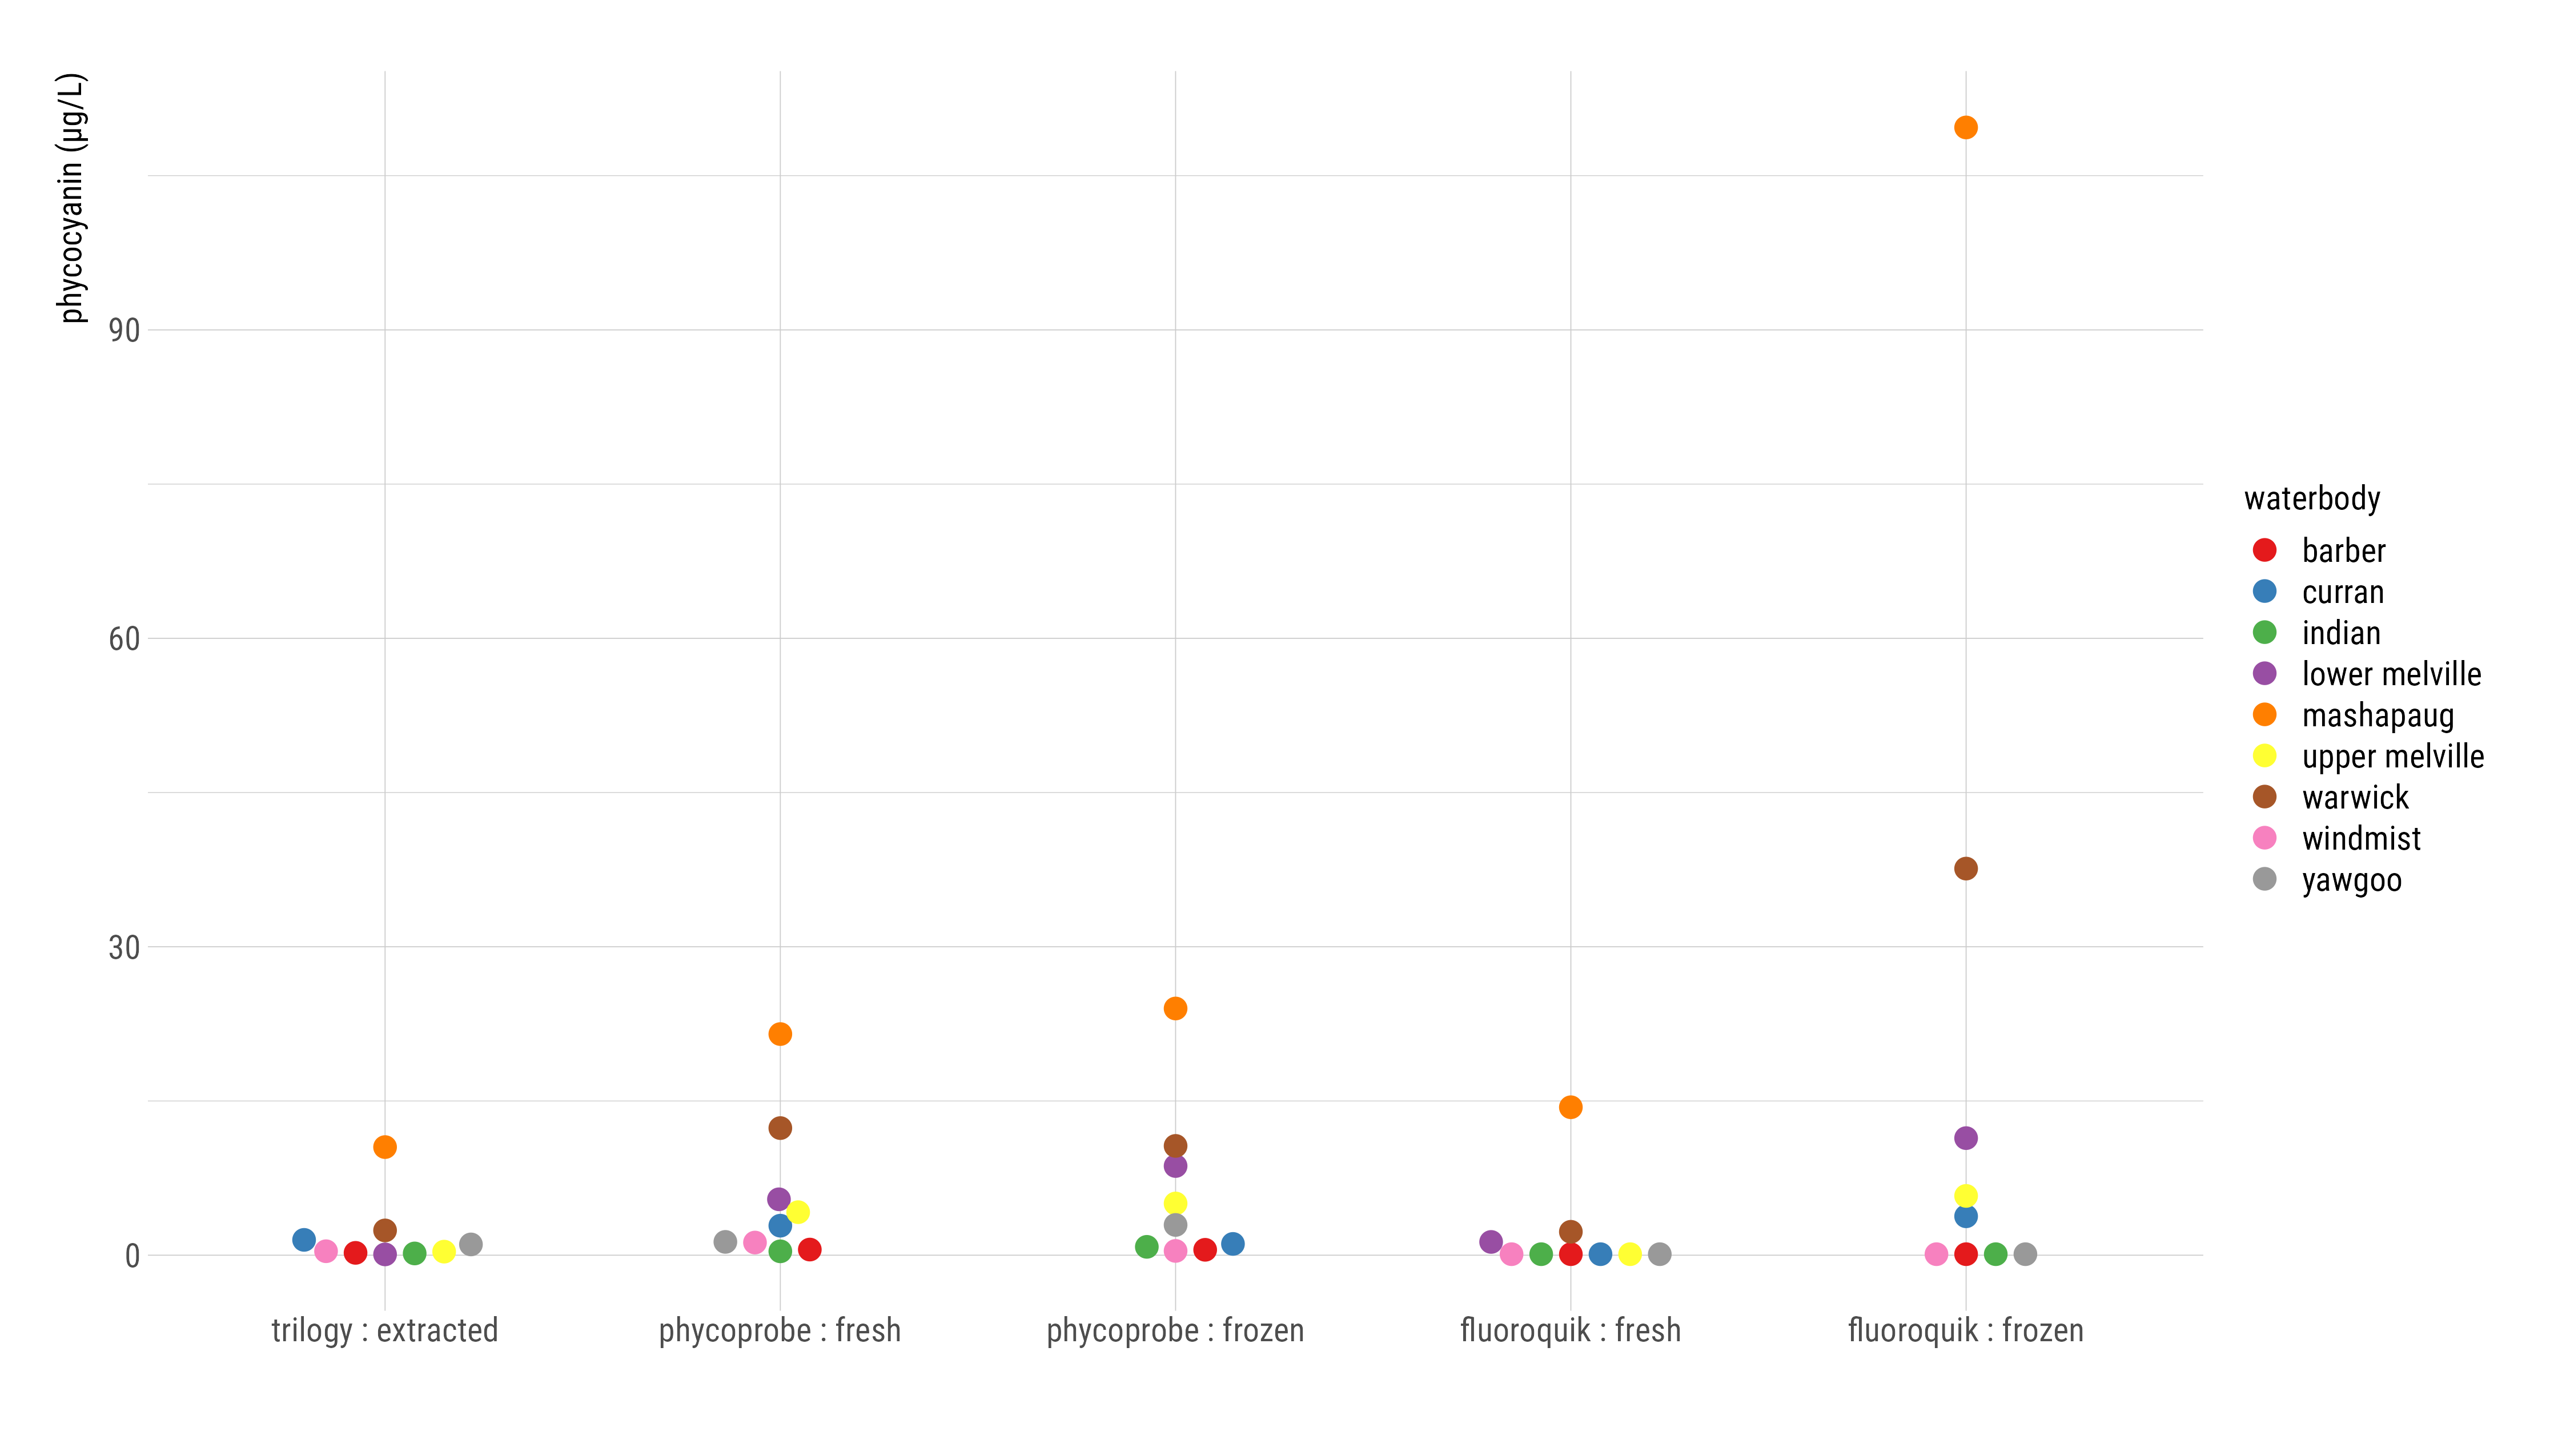 phycocyanin (µg/L)
90
60
30
0
trilogy : extracted
phycoprobe : fresh
phycoprobe : frozen
fluoroquik : fresh
fluoroquik : frozen
waterbody
barber
curran
indian
lower melville
mashapaug
upper melville
warwick
windmist
yawgoo